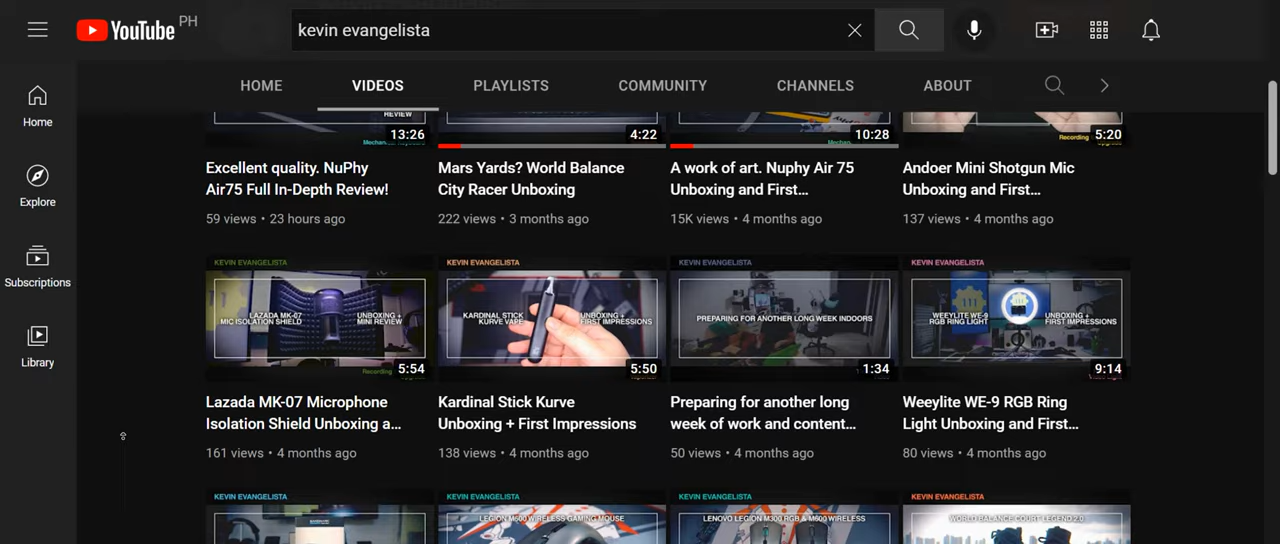 YouTube PH
kevin evangelista
HOME VIDEOS PLAYLISTS COMMUNITY CHANNELS ABOUT
Home
Explore
Subscriptions
Library
REVIEW
13:26
4:22
10:28
5:20
Excellent quality. NuPhy
Air75 Full In-Depth Review!
59 views • 23 hours ago
Mars Yards? World Balance
City Racer Unboxing
222 views • 3 months ago
A work of art. Nuphy Air 75
Unboxing and First...
15K views • 4 months ago
Andoer Mini Shotgun Mic
Unboxing and First...
137 views • 4 months ago
KEVIN EVANGELISTA
LAZADA MK-07
MIC ISOLATION SHIELD
UNBOXING +
MINI REVIEW
5:54
KEVIN EVANGELISTA
KARDINAL STICK
KURVE VAPE
UNBOXING +
FIRST IMPRESSIONS
5:50
KEVIN EVANGELISTA
PREPARING FOR ANOTHER LONG WEEK INDOORS
1:34
KEVIN EVANGELISTA
WEEYLITE WE-9
RGB RING LIGHT
UNBOXING +
FIRST IMPRESSIONS
9:14
Lazada MK-07 Microphone
Isolation Shield Unboxing a...
161 views • 4 months ago
Kardinal Stick Kurve
Unboxing + First Impressions
138 views • 4 months ago
Preparing for another long
week of work and content...
50 views • 4 months ago
Weeylite WE-9 RGB Ring
Light Unboxing and First...
80 views • 4 months ago
KEVIN EVANGELISTA
KEVIN EVANGELISTA
LEGION M600 WIRELESS GAMING MOUSE
KEVIN EVANGELISTA
LENOVO LEGION M300 RGB & M600 WIRELESS
KEVIN EVANGELISTA
WORLD BALANCE COURT LEGEND 2.0